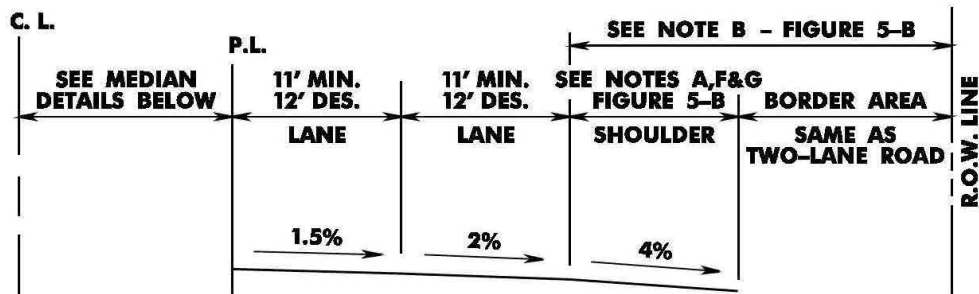 C. L.
SEE NOTE B – FIGURE 5–B
P.L.
SEE MEDIAN
DETAILS BELOW
11' MIN.
12' DES.
LANE
11' MIN.
12' DES.
LANE
SEE NOTES A,F&G
FIGURE 5–B
SHOULDER
BORDER AREA
SAME AS
TWO–LANE ROAD
R.O.W. LINE
1.5%
2%
4%